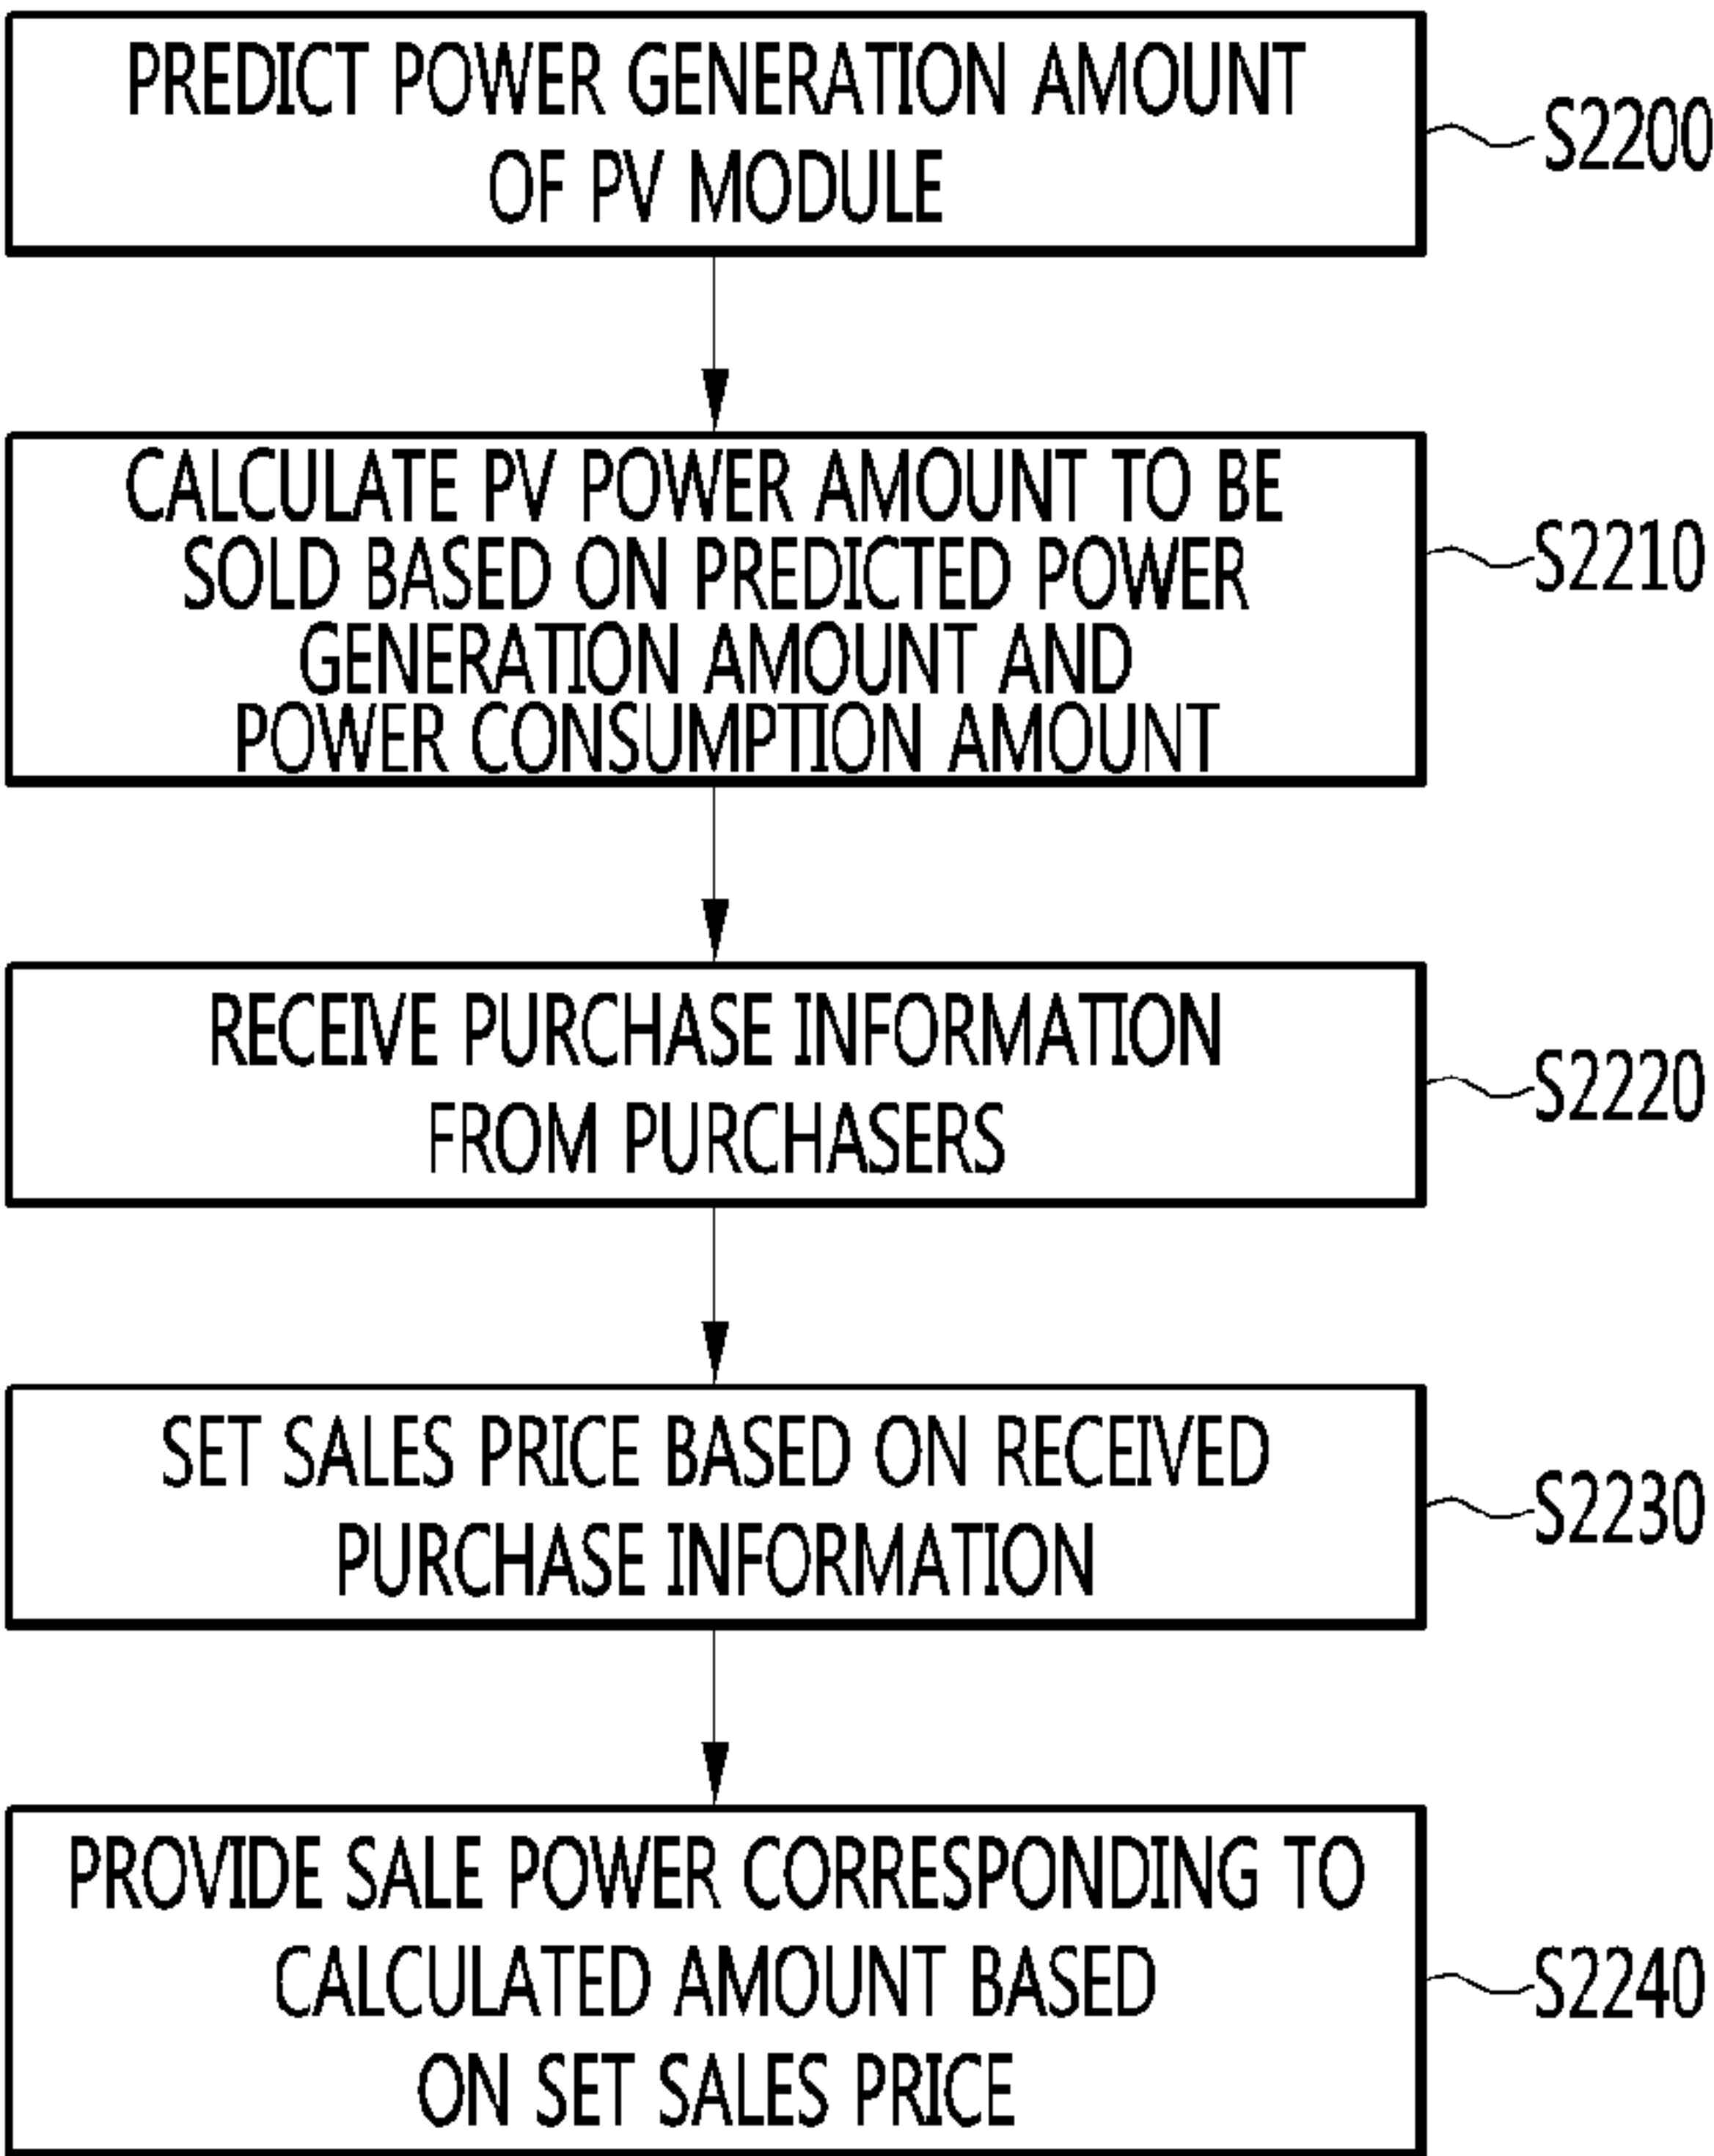 PREDICT POWER GENERATION AMOUNT
OF PV MODULE
S2200
CALCULATE PV POWER AMOUNT TO BE
SOLD BASED ON PREDICTED POWER
GENERATION AMOUNT AND
POWER CONSUMPTION AMOUNT
S2210
RECEIVE PURCHASE INFORMATION
FROM PURCHASERS
S2220
SET SALES PRICE BASED ON RECEIVED
PURCHASE INFORMATION
S2230
PROVIDE SALE POWER CORRESPONDING TO
CALCULATED AMOUNT BASED
ON SET SALES PRICE
S2240